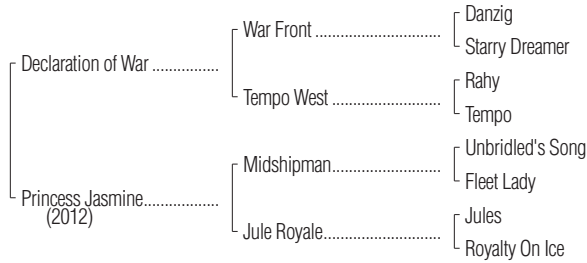 Danzig
War Front ................................
Starry Dreamer
Declaration of War ................
Rahy
Tempo West ............................
Tempo
Unbridled's Song
Midshipman............................
Fleet Lady
Princess Jasmine..................
(2012)
Jules
Jule Royale..............................
Royalty On Ice